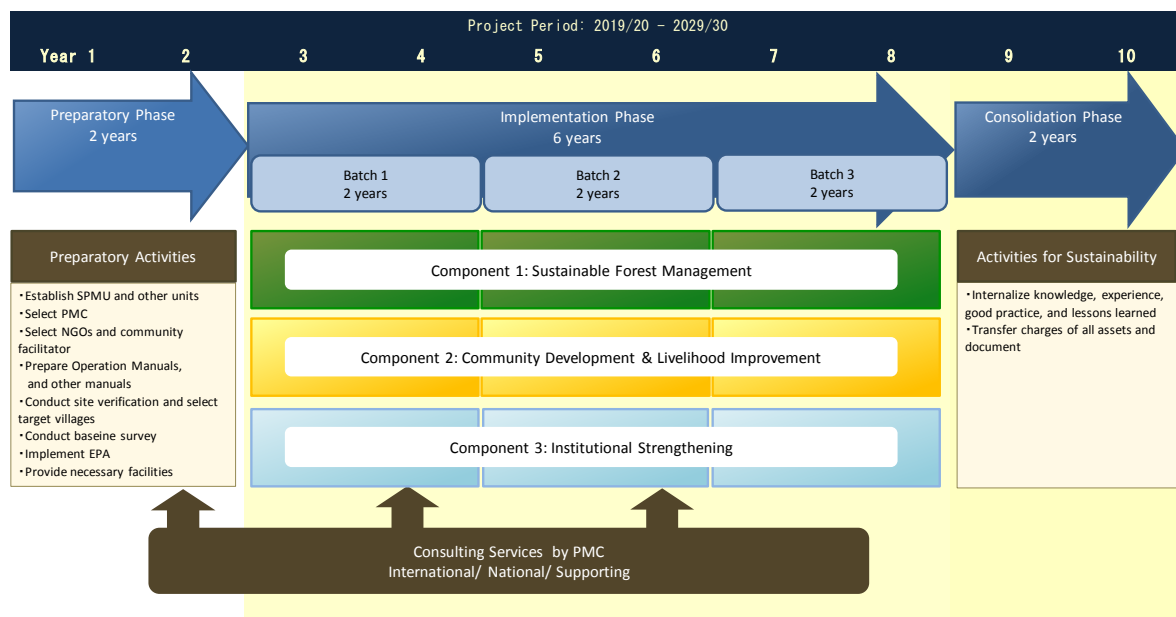 Project Period: 2019/20 - 2029/30
Year 1 2 3 4 5 6 7 8 9 10
Preparatory Phase
2 years
Implementation Phase
6 years
Consolidation Phase
2 years
Batch 1
2 years
Batch 2
2 years
Batch 3
2 years
Preparatory Activities
・Establish SPMU and other units
・Select PMC
・Select NGOs and community
facilitator
・Prepare Operation Manuals,
and other manuals
・Conduct site verification and select
target villages
・Conduct baseine survey
・Implement EPA
・Provide necessary facilities
Component 1: Sustainable Forest Management
Component 2: Community Development & Livelihood Improvement
Component 3: Institutional Strengthening
Activities for Sustainability
・Internalize knowledge, experience,
good practice, and lessons learned
・Transfer charges of all assets and
document
Consulting Services by PMC
International/ National/ Supporting